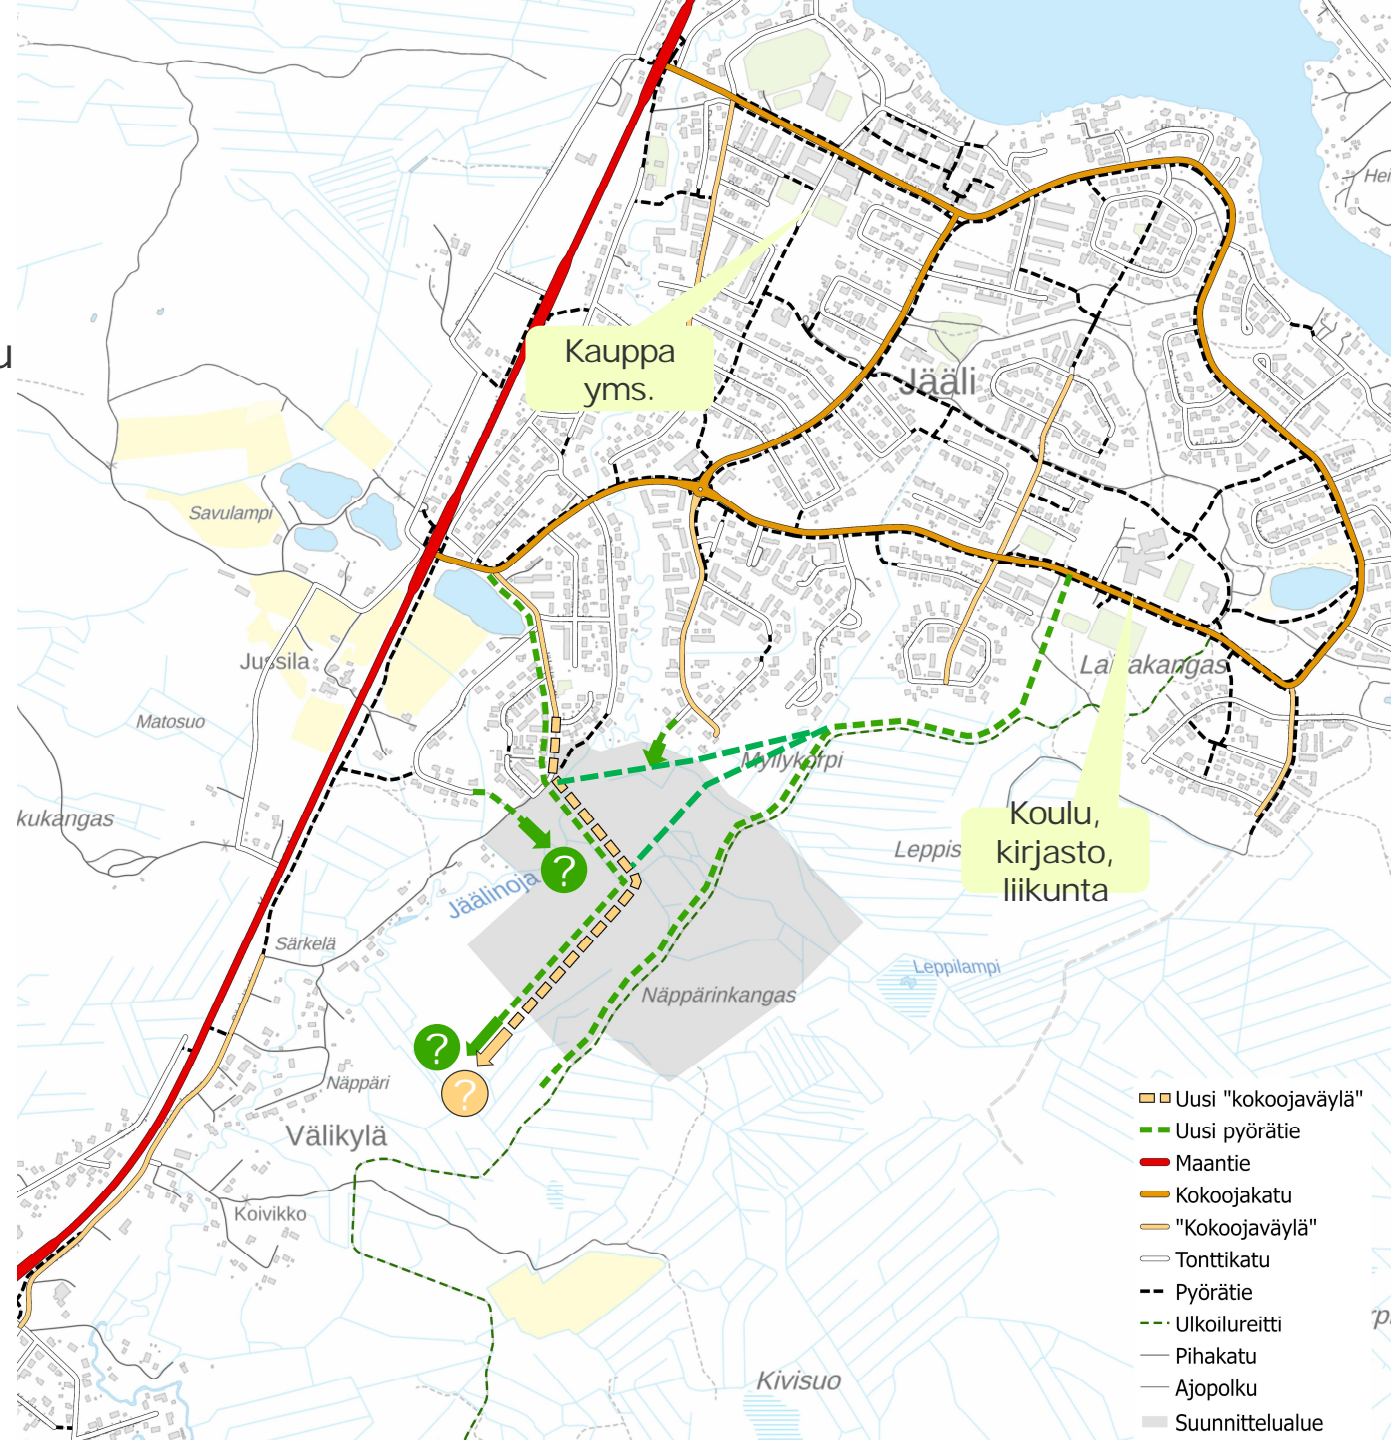 Hei
u
Kauppa
yms.
Jääli
Savulampi
Jussila
Laivakangas
Matosuo
Myllykorpi
kukangas
Koulu,
kirjasto,
liikunta
Leppis
?
Jäälinoja
Särkelä
Leppilampi
Näppärinkangas
?
?
Näppäri
Välikylä
Koivikko
Kivisuo
Uusi "kokoojaväylä"
Uusi pyörätie
Maantie
Kokoojakatu
"Kokoojaväylä"
Tonttikatu
Pyörätie
Ulkoilureitti
Pihakatu
Ajopolku
Suunnittelualue